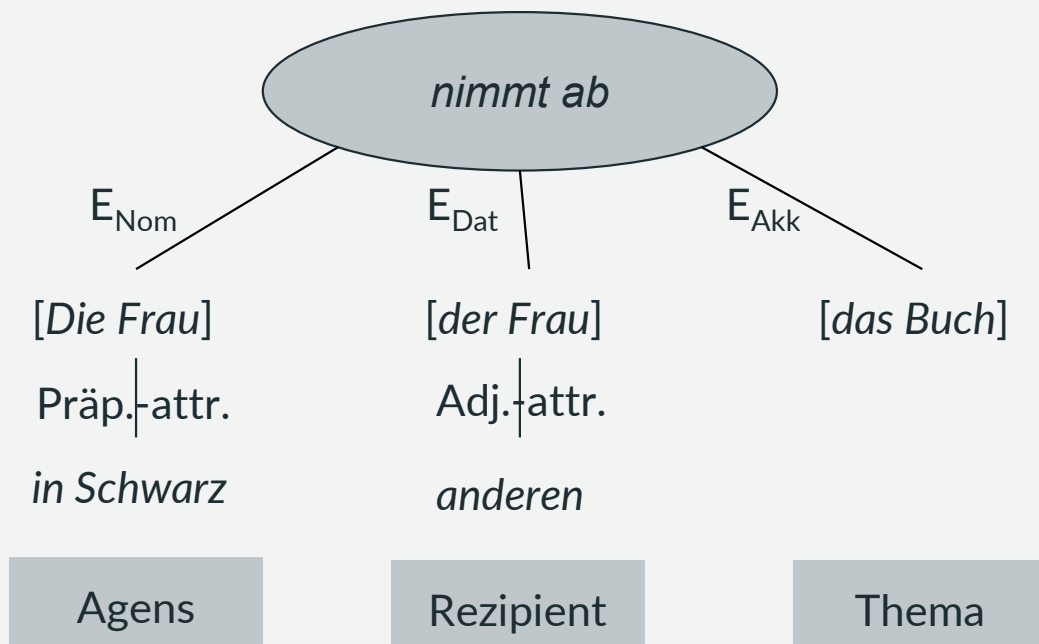 nimmt ab
E_Nom E_Dat E_Akk
[Die Frau] [der Frau] [das Buch]
Präp.-attr. Adj.-attr.
in Schwarz anderen
Agens Rezipient Thema